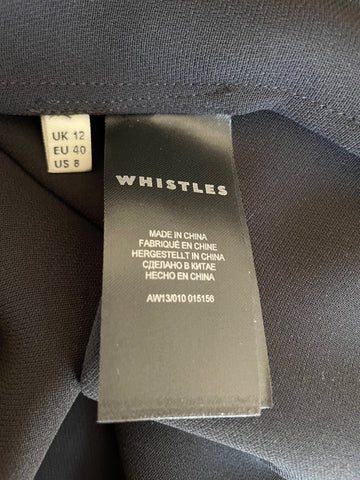 UK 12
EU 40
US 8
WHISTLES
MADE IN CHINA
FABRIQUÉ EN CHINE
HERGESTELLT IN CHINA
СДЕЛАНО В КИТАЕ
HECHO EN CHINA
AW13/010 015156